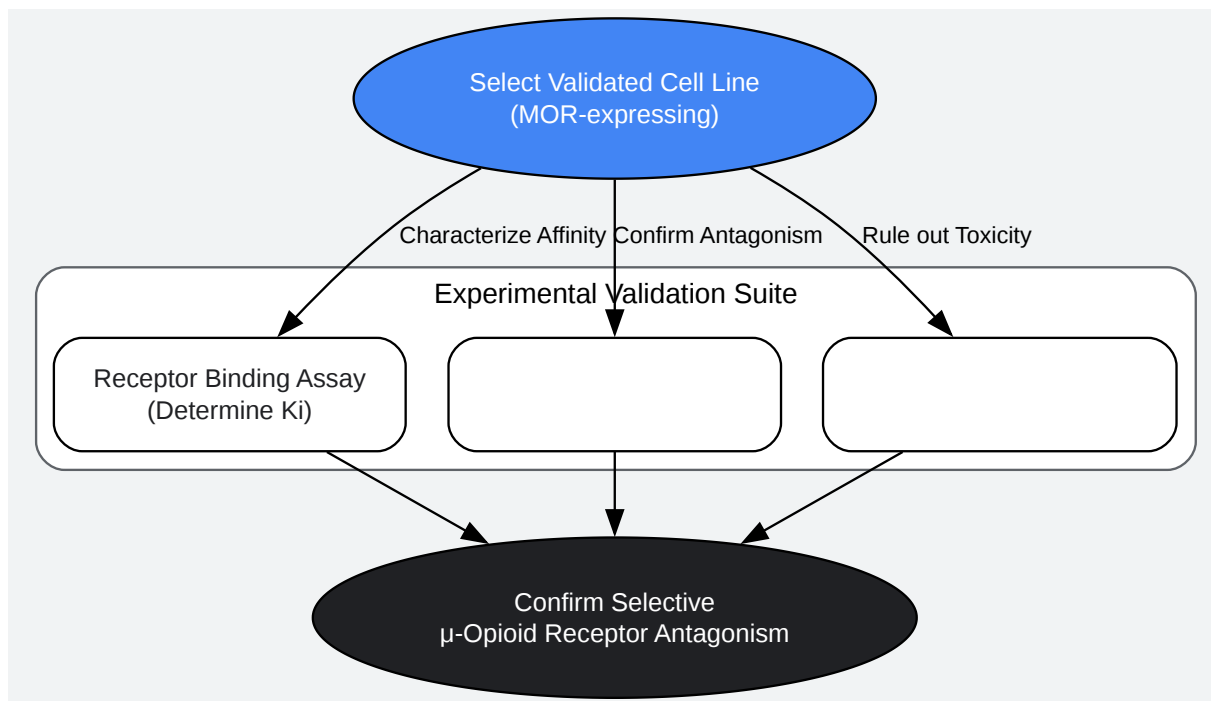 Select Validated Cell Line
(MOR-expressing)
Characterize Affinity
Confirm Antagonism
Rule out Toxicity
Experimental Validation Suite
Receptor Binding Assay
(Determine Ki)
Confirm Selective
μ-Opioid Receptor Antagonism